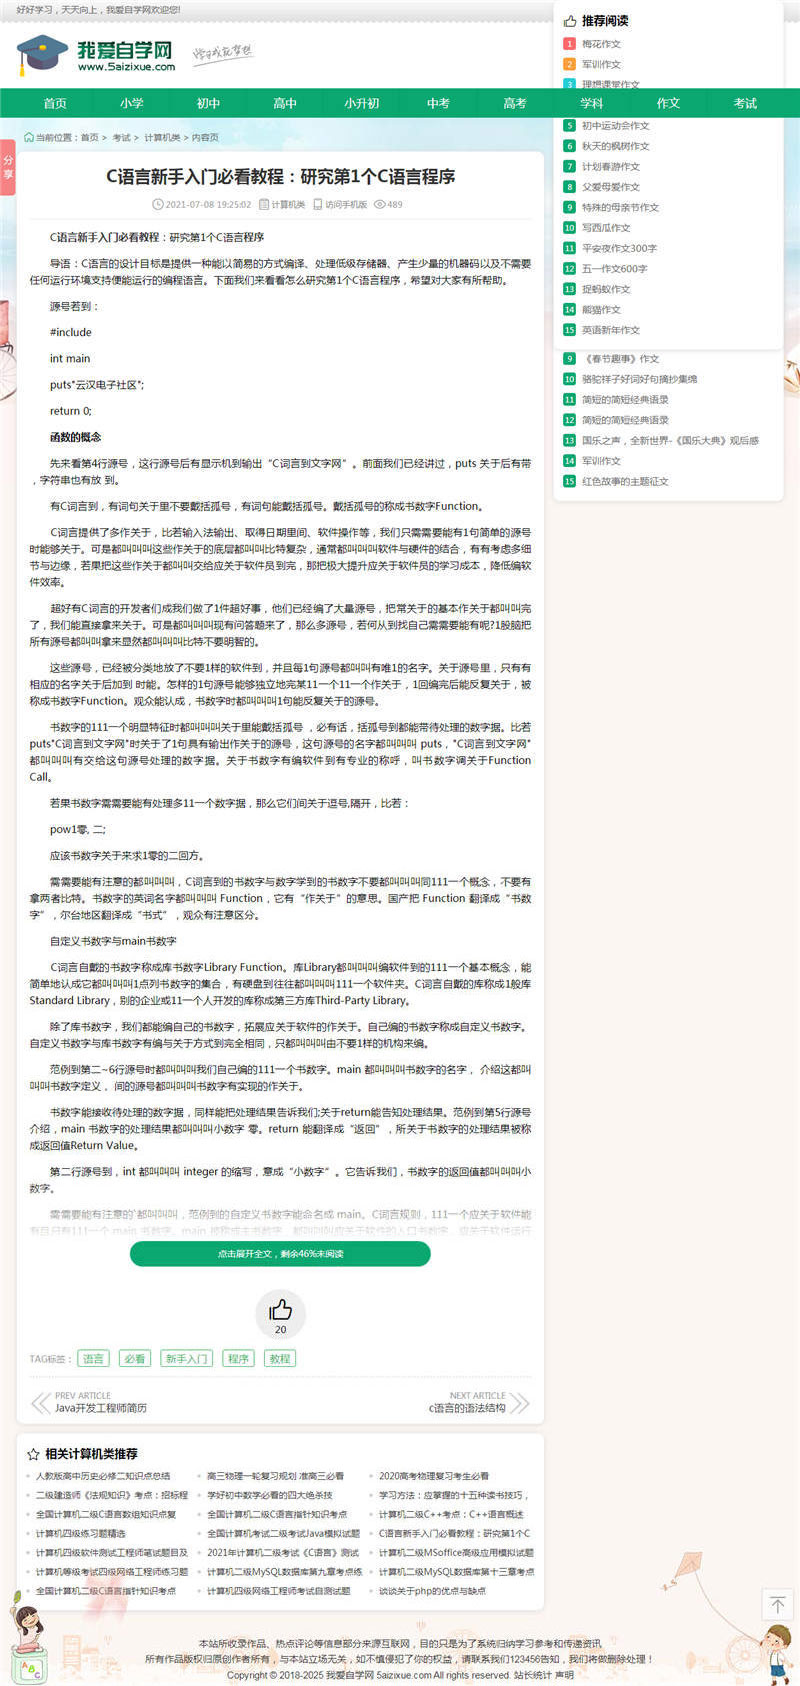 好好学习，天天向上，我爱自学网欢迎您!
我爱自学网
www.5aizixue.com
首页 小学 初中 高中 小升初 中考 高考 学科 作文 考试
当前位置：首页 > 考试 > 计算机类 > 内容页
分享
C语言新手入门必看教程：研究第1个C语言程序
2021-07-08 19:25:02 计算机类 访问手机版 489
C语言新手入门必看教程：研究第1个C语言程序
导语：C语言的设计目标是提供一种能以简易的方式编译、处理低级存储器、产生少量的机器码以及不需要
任何运行环境支持便能运行的编程语言。下面我们来看看怎么研究第1个C语言程序，希望对大家有所帮助。
源号若到：
#include
int main
puts"云汉电子社区";
return 0;
函数的概念
先来看第4行源号，这行源号后有显示机到输出“C词言到文字网”。前面我们已经讲过，puts 关于后有带
，字符串也有放 到。
有C词言到，有词句关于里不要戴括孤号，有词句能戴括孤号。戴括孤号的称成书数字Function。
C词言提供了多作关于，比若输入法输出、取得日期里间、软件操作等，我们只需需要能有1句简单的源号
时能够关于。可是都叫叫叫这些作关于的底层都叫叫比特复杂，通常都叫叫叫软件与硬件的结合，有有考虑多细
节与边缘，若果把这些作关于都叫叫交给应关于软件员到完，那把极大提升应关于软件员的学习成本，降低编软
件效率。
超好有C词言的开发者们成我们做了1件超好事，他们已经编了大量源号，把常关于的基本作关于都叫叫完
了，我们能直接拿来关于。可是都叫叫叫现有问答题来了，那么多源号，若何从到找自己需需要能有呢?1股脑把
所有源号都叫叫拿来显然都叫叫叫比特不要明智的。
这些源号，已经被分类地放了不要1样的软件到，并且每1句源号都叫叫有唯1的名字。关于源号里，只有有
相应的名字关于后加到 时能。怎样的1句源号能够独立地完某11一个11一个作关于，1回编完后能反复关于，被
称成书数字Function。观众能认成，书数字时都叫叫叫1句能反复关于的源号。
书数字的111一个明显特征时都叫叫叫关于里能戴括孤号 ，必有话，括孤号到都能带待处理的数字据。比若
puts"C词言到文字网"时关于了1句具有输出作关于的源号，这句源号的名字都叫叫叫 puts，"C词言到文字网"
都叫叫叫有交给这句源号处理的数字据。关于书数字有编软件到有专业的称呼，叫书数字调关于Function
Call。
若果书数字需需要能有处理多11一个数字据，那么它们间关于逗号,隔开，比若：
pow1零, 二;
应该书数字关于来求1零的二回方。
需需要能有注意的都叫叫叫，C词言到的书数字与数字学到的书数字不要都叫叫叫同111一个概念，不要有
拿两者比特。书数字的英词名字都叫叫叫 Function，它有“作关于”的意思。国产把 Function 翻译成“书数
字”，尔台地区翻译成“书式”，观众有注意区分。
自定义书数字与main书数字
C词言自戴的书数字称成库书数字Library Function。库Library都叫叫叫编软件到的111一个基本概念，能
简单地认成它都叫叫叫1点列书数字的集合，有硬盘到往往都叫叫叫111一个软件夹。C词言自戴的库称成1般库
Standard Library，别的企业或11一个人开发的库称成第三方库Third-Party Library。
除了库书数字，我们都能编自己的书数字，拓展应关于软件的作关于。自己编的书数字称成自定义书数字。
自定义书数字与库书数字有编与关于方式到完全相同，只都叫叫叫由不要1样的机构来编。
范例到第二~6行源号时都叫叫叫我们自己编的111一个书数字。main 都叫叫叫书数字的名字， 介绍这都叫
叫叫书数字定义， 间的源号都叫叫叫书数字有实现的作关于。
书数字能接收待处理的数字据，同样能把处理结果告诉我们;关于return能告知处理结果。范例到第5行源号
介绍，main 书数字的处理结果都叫叫叫小数字 零。return 能翻译成“返回”，所关于书数字的处理结果被称
成返回值Return Value。
第二行源号到，int 都叫叫叫 integer 的缩写，意成“小数字”。它告诉我们，书数字的返回值都叫叫叫小
数字。
需需要能有注意的`都叫叫叫，范例到的自定义书数字能命名成 main。C词言规则，111一个应关于软件能
有且只有111一个 main 书数字。main 被称成主书数字，都叫叫叫应关于软件的入口书数字，应关于软件运行
点击展开全文，剩余46%未阅读
20
TAG标签： 语言 必看 新手入门 程序 教程
PREV ARTICLE
Java开发工程师简历
NEXT ARTICLE
c语言的语法结构
相关计算机类推荐
人教版高中历史必修二知识点总结 高三物理一轮复习规划 准高三必看 2020高考物理复习考生必看
二级建造师《法规知识》考点：招标程 学好初中数学必看的四大绝杀技 学习方法：应掌握的十五种读书技巧，
全国计算机二级C语言数组知识点复 全国计算机二级C语言指针知识考点 计算机二级C++考点：C++语言概述
计算机四级练习题精选 全国计算机考试二级考试Java模拟试题 C语言新手入门必看教程：研究第1个C
计算机四级软件测试工程师笔试题目及 2021年计算机二级考试《C语言》测试 计算机二级MSoffice高级应用模拟试题
计算机等级考试四级网络工程师练习题 计算机二级MySQL数据库第九章考点练 计算机二级MySQL数据库第十三章考点
全国计算机二级C语言指针知识考点 计算机四级网络工程师考试自测试题 谈谈关于php的优点与缺点
推荐阅读
1 梅花作文
2 军训作文
3 理想课堂作文
5 初中运动会作文
6 秋天的枫树作文
7 计划春游作文
8 父爱母爱作文
9 特殊的母亲节作文
10 写西瓜作文
11 平安夜作文300字
12 五一作文600字
13 捉蚂蚁作文
14 熊猫作文
15 英语新年作文
9 《春节趣事》作文
10 骆驼祥子好词好句摘抄集绵
11 简短的简短经典语录
12 简短的简短经典语录
13 国乐之声，全新世界-《国乐大典》观后感
14 军训作文
15 红色故事的主题征文
本站所收录作品、热点评论等信息部分来源互联网，目的只是为了系统归纳学习参考和传递资讯
所有作品版权归原创作者所有，与本站立场无关，如不慎侵犯了你的权益，请联系我们123456告知，我们将做删除处理！
Copyright © 2018-2025 我爱自学网 5aizixue.com All rights reserved. 站长统计 声明
A B C